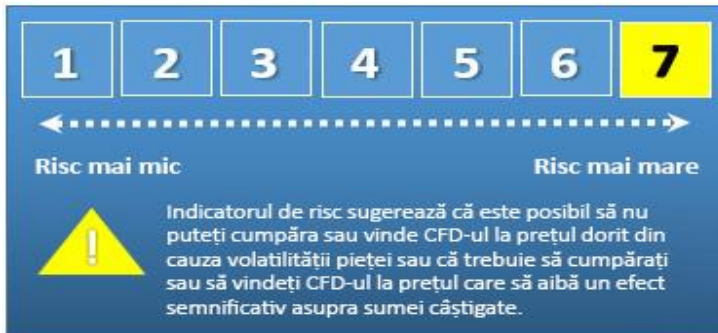 1 2 3 4 5 6 7
Risc mai mic Risc mai mare
!
Indicatorul de risc sugerează că este posibil să nu
puteți cumpăra sau vinde CFD-ul la prețul dorit din
cauza volatilității pieței sau că trebuie să cumpărați
sau să vindeți CFD-ul la prețul care să aibă un efect
semnificativ asupra sumei câștigate.